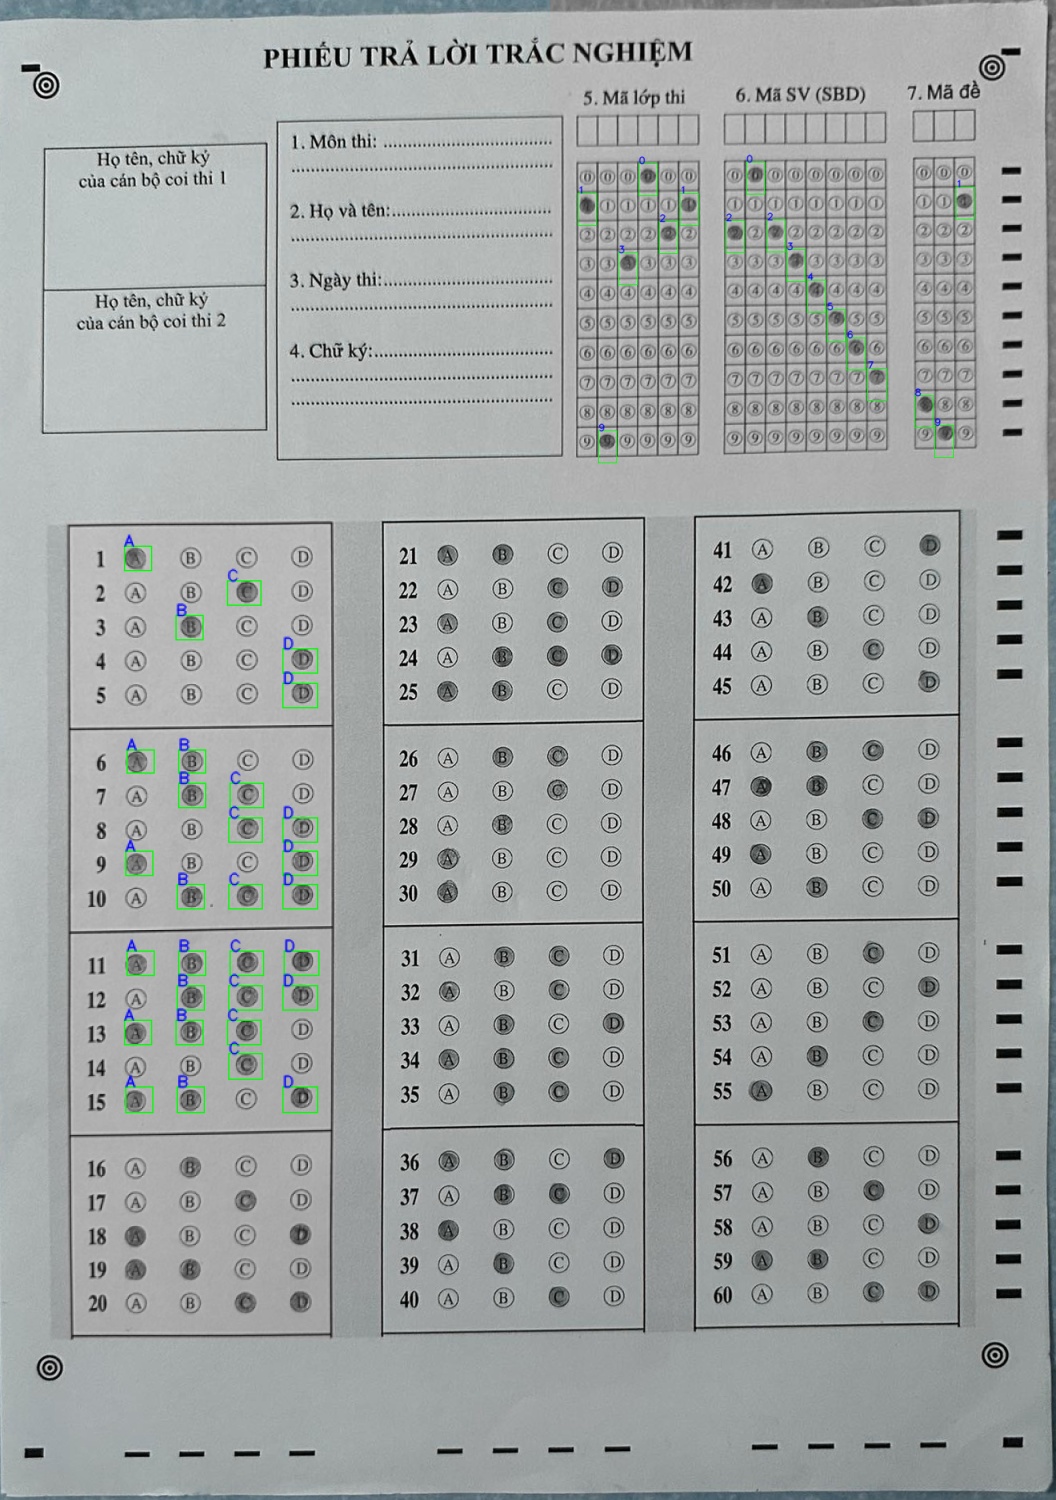 PHIẾU TRẢ LỜI TRẮC NGHIỆM
5. Mã lớp thi
6. Mã SV (SBD)
7. Mã đề
Họ tên, chữ ký
của cán bộ coi thi 1
Họ tên, chữ ký
của cán bộ coi thi 2
1. Môn thi: ........................................
2. Họ và tên:........................................
3. Ngày thi:........................................
4. Chữ ký:........................................
1 A B C D
2 A B C D
3 A B C D
4 A B C D
5 A B C D
6 A B C D
7 A B C D
8 A B C D
9 A B C D
10 A B C D
11 A B C D
12 A B C D
13 A B C D
14 A B C D
15 A B C D
16 A B C D
17 A B C D
18 A B C D
19 A B C D
20 A B C D
21 A B C D
22 A B C D
23 A B C D
24 A B C D
25 A B C D
26 A B C D
27 A B C D
28 A B C D
29 A B C D
30 A B C D
31 A B C D
32 A B C D
33 A B C D
34 A B C D
35 A B C D
36 A B C D
37 A B C D
38 A B C D
39 A B C D
40 A B C D
41 A B C D
42 A B C D
43 A B C D
44 A B C D
45 A B C D
46 A B C D
47 A B C D
48 A B C D
49 A B C D
50 A B C D
51 A B C D
52 A B C D
53 A B C D
54 A B C D
55 A B C D
56 A B C D
57 A B C D
58 A B C D
59 A B C D
60 A B C D